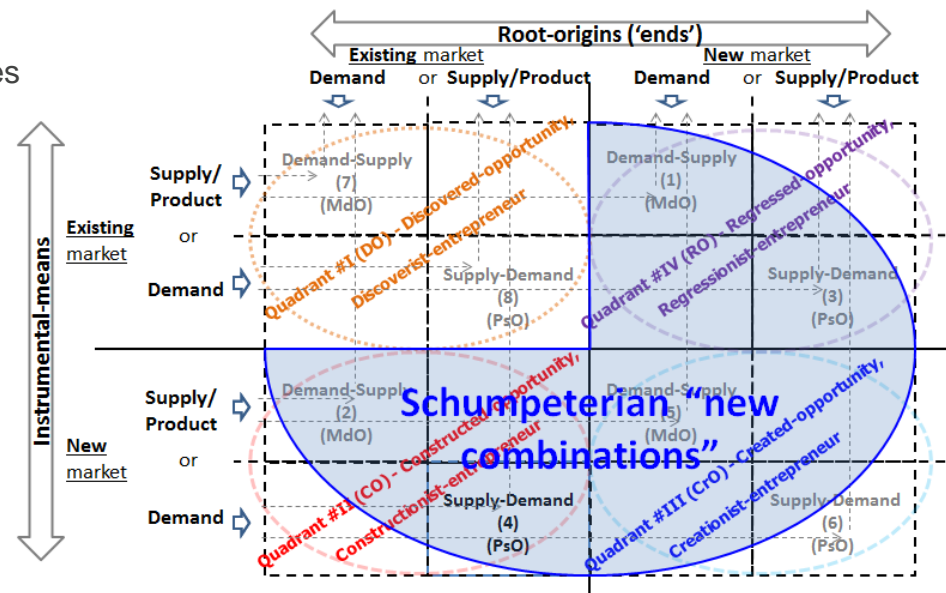 Root-origins (‘ends’)
Existing market
New market
es
Demand or Supply/Product
Demand or Supply/Product
Instrumental-means
Supply/
Product
Existing
market
or
Demand
Demand-Supply
(7)
(MdO)
Supply-Demand
(8)
(PsO)
Quadrant #I (DO) - Discovered-opportunity,
Discoverist-entrepreneur
Demand-Supply
(1)
(MdO)
Supply-Demand
(3)
(PsO)
Quadrant #IV (RO) - Regressed-opportunity,
Regressionist-entrepreneur
Supply/
Product
New
market
or
Demand
Demand-Supply
(2)
(MdO)
Supply-Demand
(4)
(PsO)
Quadrant #II (CO) - Constructed-opportunity,
Constructionist-entrepreneur
Demand-Supply
(5)
(MdO)
Supply-Demand
(6)
(PsO)
Quadrant #III (CrO) - Created-opportunity,
Creationist-entrepreneur
Schumpeterian “new
combinations”